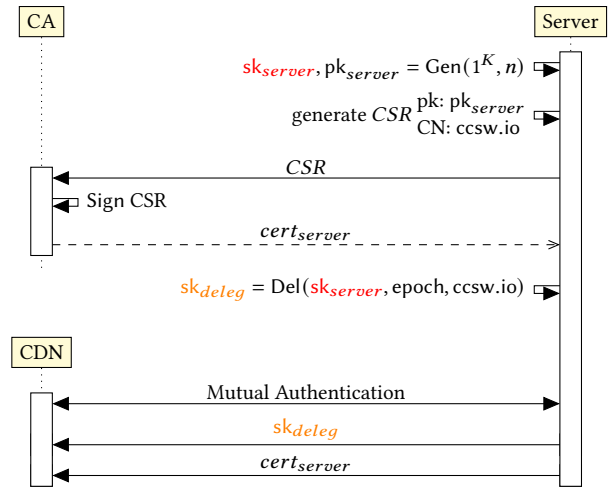 CA Server
sk_server, pk_server = Gen(1^K, n)
generate CSR pk: pk_server
CN: ccsw.io
CSR
Sign CSR
cert_server
sk_deleg = Del(sk_server, epoch, ccsw.io)
CDN
Mutual Authentication
sk_deleg
cert_server